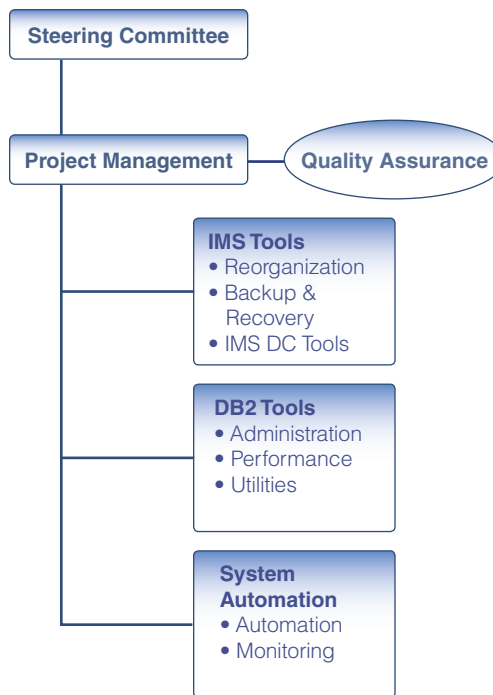 Steering Committee
Project Management
Quality Assurance
IMS Tools
• Reorganization
• Backup &
Recovery
• IMS DC Tools
DB2 Tools
• Administration
• Performance
• Utilities
System
Automation
• Automation
• Monitoring